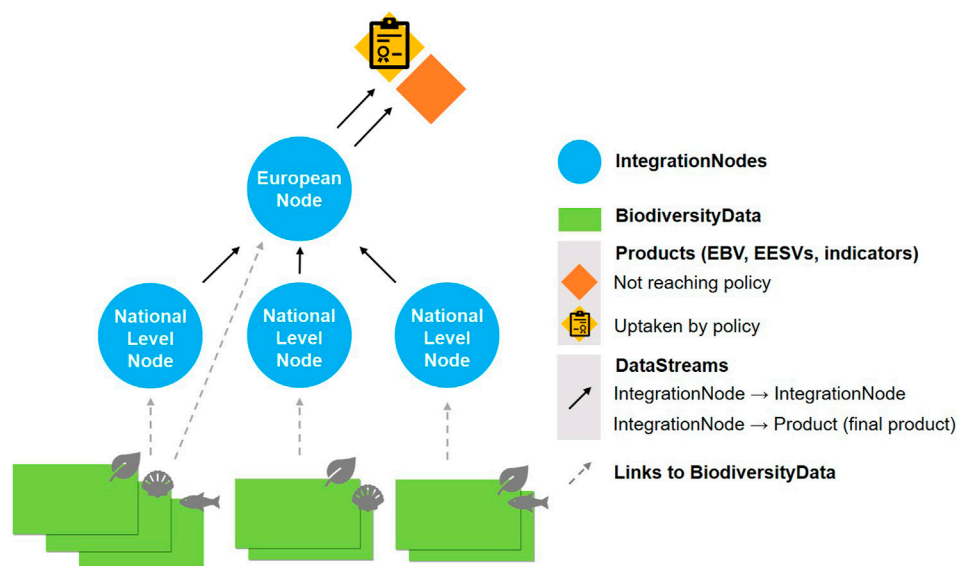 European
Node
National
Level
Node
National
Level
Node
National
Level
Node
IntegrationNodes
BiodiversityData
Products (EBV, EESVs, indicators)
Not reaching policy
Uptaken by policy
DataStreams
IntegrationNode → IntegrationNode
IntegrationNode → Product (final product)
Links to BiodiversityData